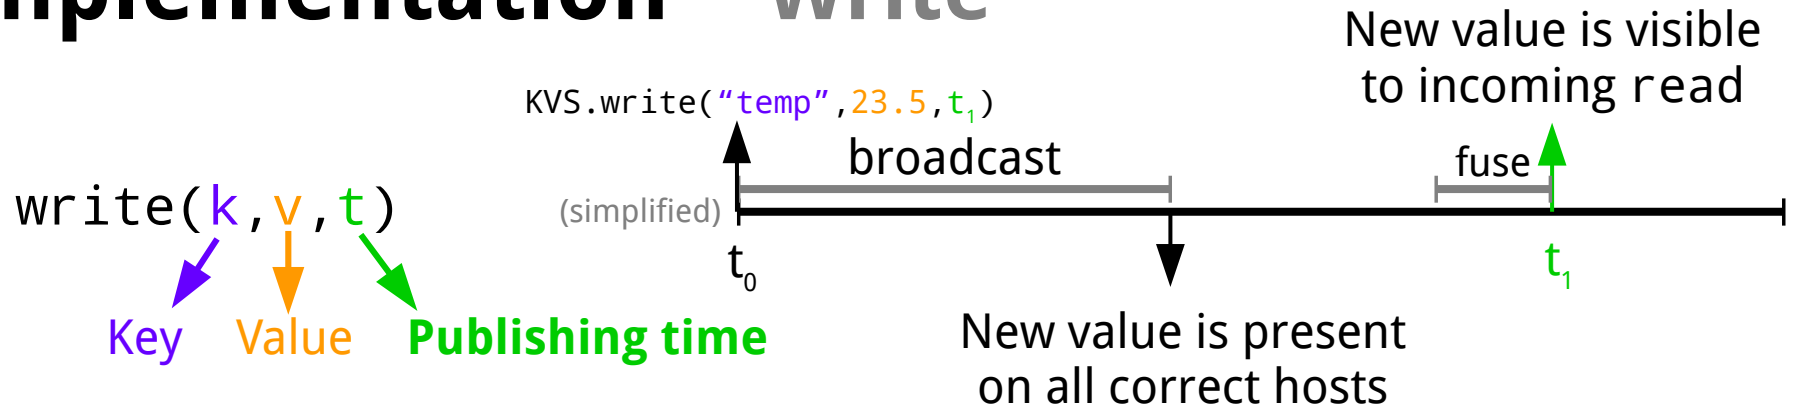 write
New value is visible
to incoming read
KVS.write(“temp”,23.5,t1)
broadcast
fuse
write(k,v,t)
(simplified)
t0
t1
Key Value Publishing time
New value is present
on all correct hosts